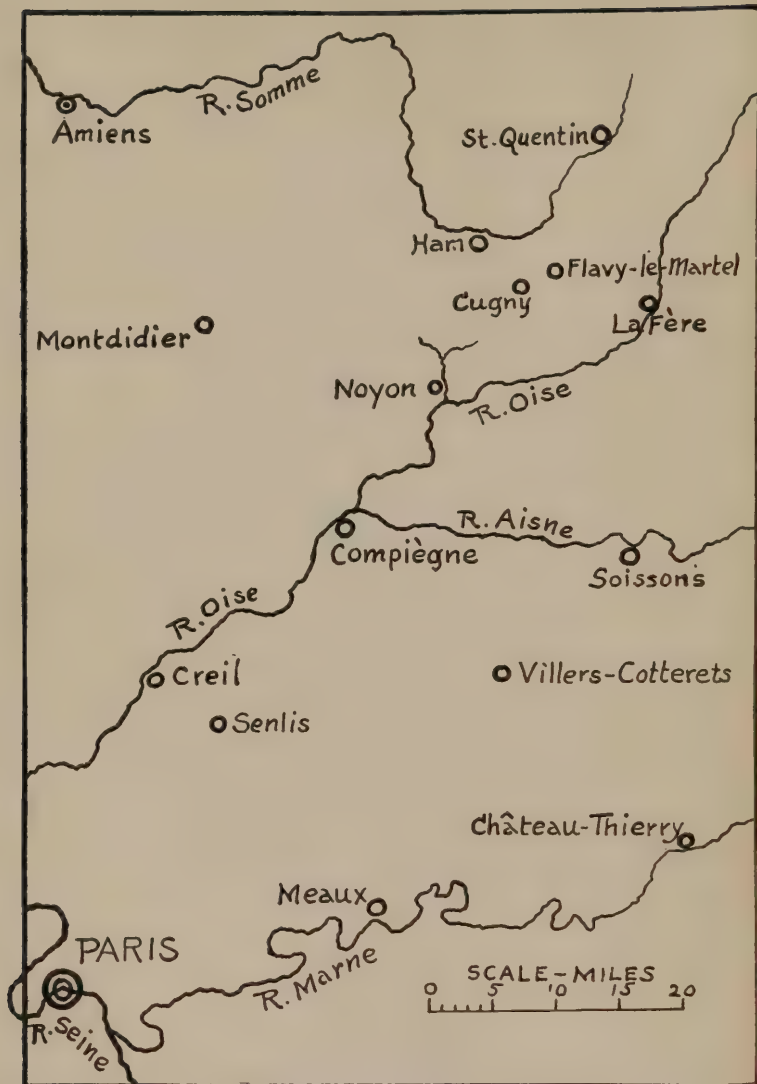 R. Somme
Amiens
St. Quentin
Ham
Flavy-le-Martel
Cugny
La Fère
Montdidier
Noyon
R. Oise
R. Aisne
Compiègne
Soissons
R. Oise
Creil
Villers-Cotterets
Senlis
Château-Thierry
Meaux
PARIS
R. Marne
SCALE-MILES
0 5 10 15 20
R. Seine